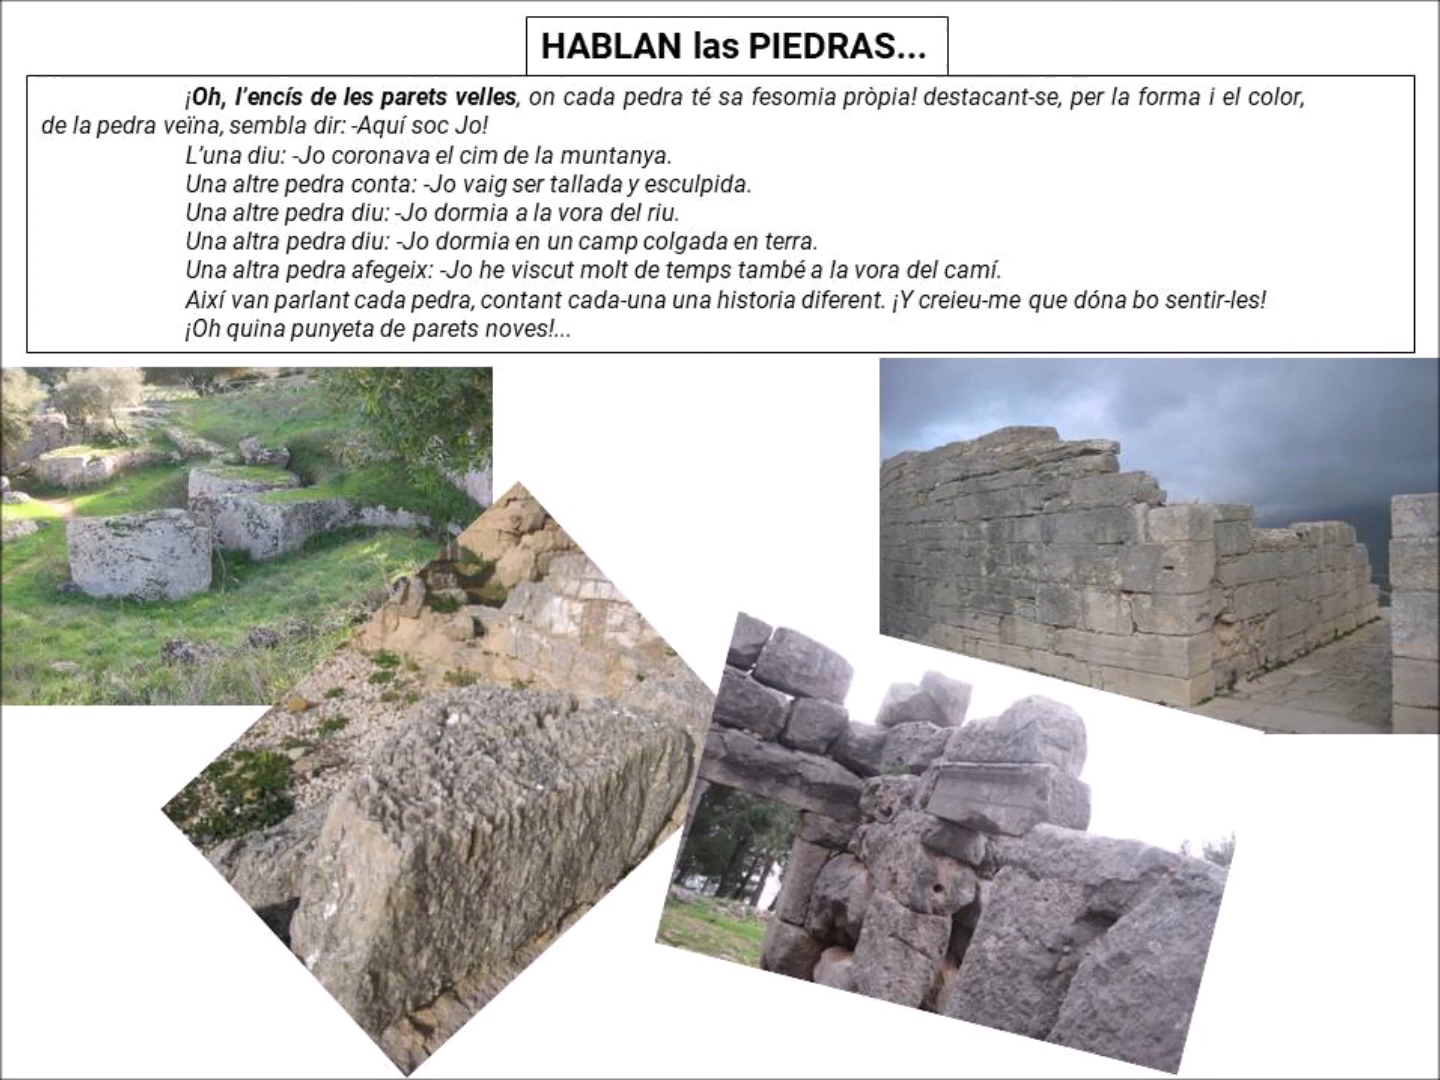 HABLAN las PIEDRAS...
¡Oh, l'encís de les parets velles, on cada pedra té sa fesomia pròpia! destacant-se, per la forma i el color,
de la pedra veïna, sembla dir: -Aquí soc Jo!
L'una diu: -Jo coronava el cim de la muntanya.
Una altre pedra conta: -Jo vaig ser tallada y esculpida.
Una altre pedra diu: -Jo dormia a la vora del riu.
Una altra pedra diu: -Jo dormia en un camp colgada en terra.
Una altra pedra afegeix: -Jo he viscut molt de temps també a la vora del camí.
Així van parlant cada pedra, contant cada-una una historia diferent. ¡Y creieu-me que dóna bo sentir-les!
¡Oh quina punyeta de parets noves!...